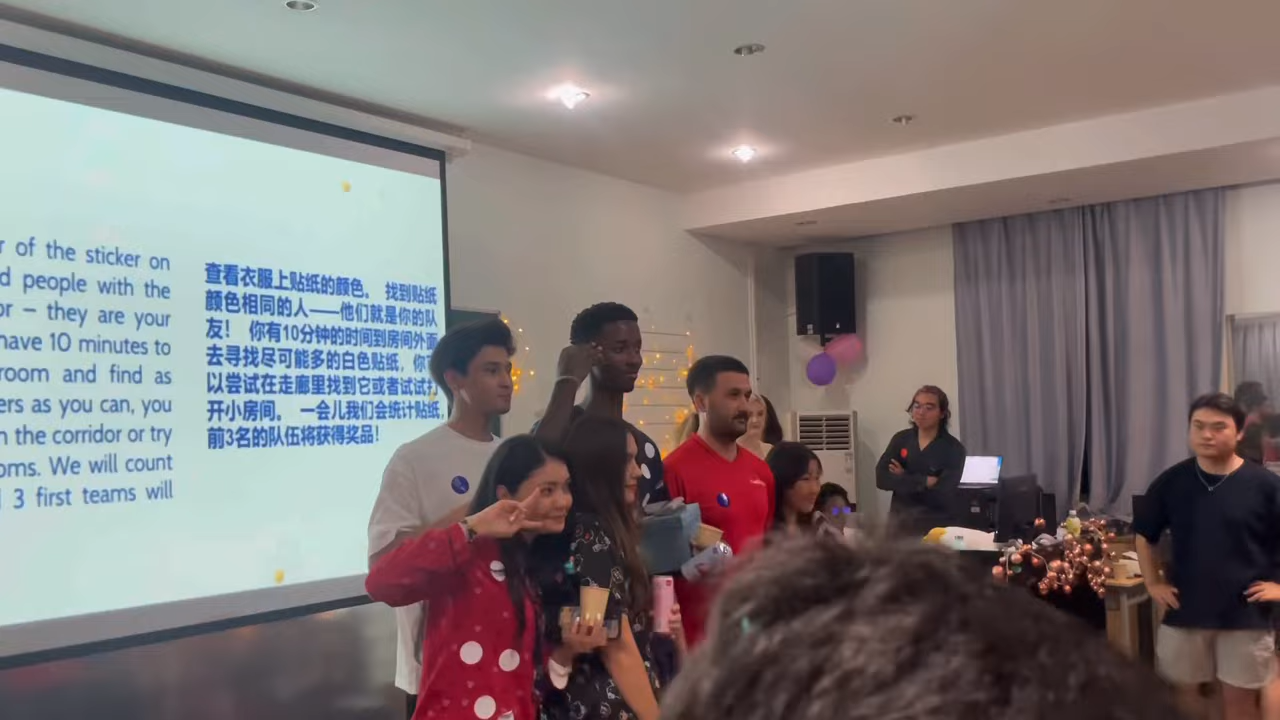 of the sticker on
people with the
– they are your
have 10 minutes to
room and find as
as you can, you
the corridor or try
We will count
3 first teams will
查看衣服上贴纸的颜色。 找到贴纸
颜色相同的人——他们就是你的队
友! 你有10分钟的时间到房间外面
去寻找尽可能多的白色贴纸,你
以尝试在走廊里找到它或者试试打
开小房间。 一会儿我们会统计贴纸,
前3名的队伍将获得奖品!